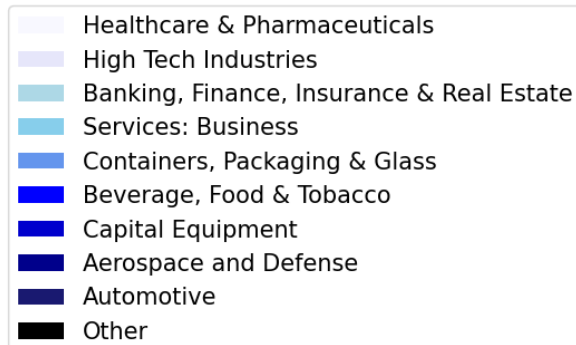 Healthcare & Pharmaceuticals
High Tech Industries
Banking, Finance, Insurance & Real Estate
Services: Business
Containers, Packaging & Glass
Beverage, Food & Tobacco
Capital Equipment
Aerospace and Defense
Automotive
Other